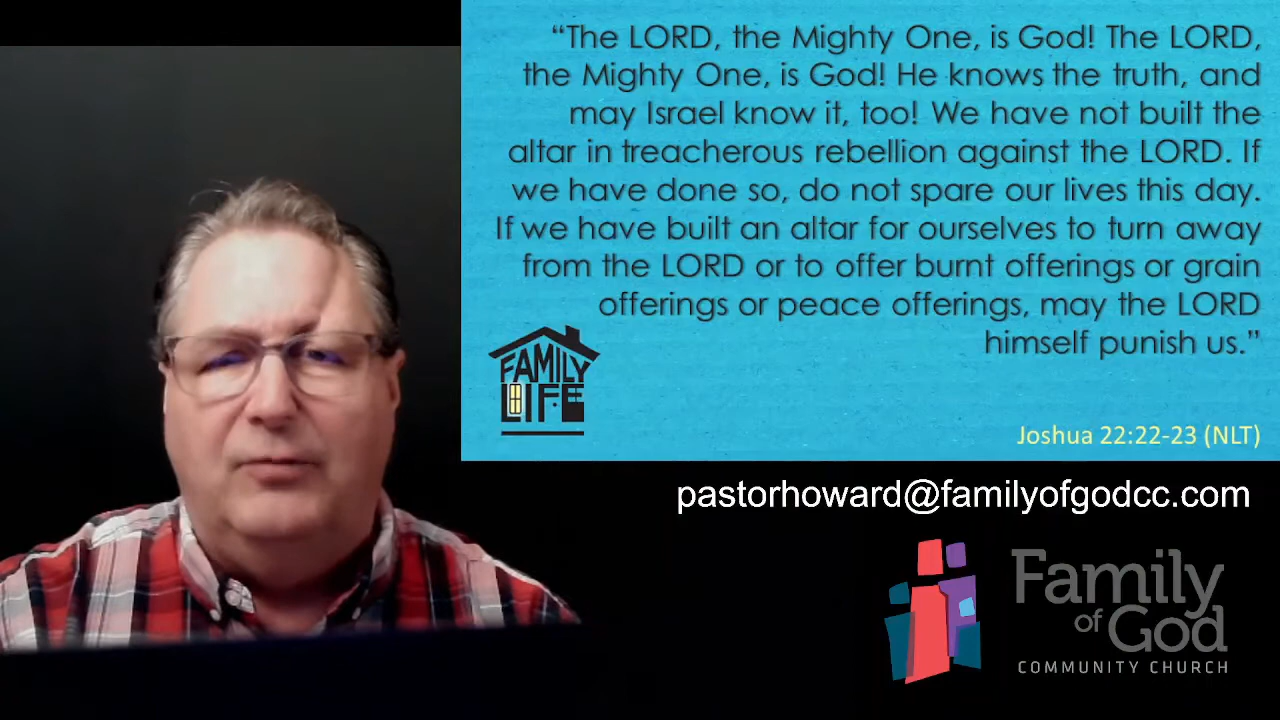 “The LORD, the Mighty One, is God! The LORD,
the Mighty One, is God! He knows the truth, and
may Israel know it, too! We have not built the
altar in treacherous rebellion against the LORD. If
we have done so, do not spare our lives this day.
If we have built an altar for ourselves to turn away
from the LORD or to offer burnt offerings or grain
offerings or peace offerings, may the LORD
himself punish us.”
FAMILY
LIFE
Joshua 22:22-23 (NLT)
pastorhoward@familyofgodcc.com
Family
of God
COMMUNITY CHURCH